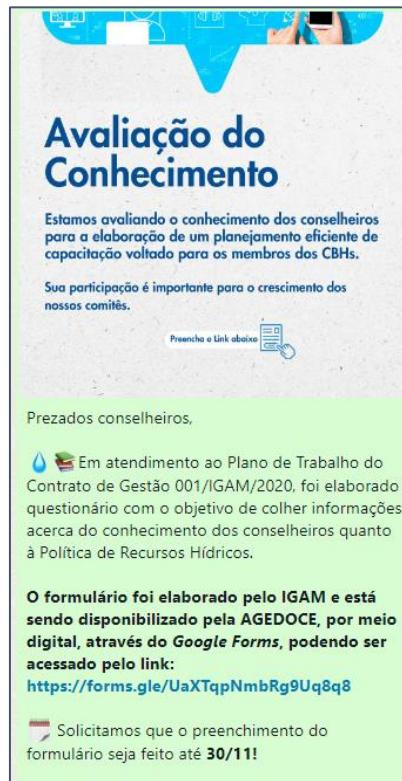 Avaliação do
Conhecimento
Estamos avaliando o conhecimento dos conselheiros
para a elaboração de um planejamento eficiente de
capacitação voltado para os membros dos CBHs.
Sua participação é importante para o crescimento dos
nossos comitês.
Preencha o Link abaixo
Prezados conselheiros,
💧 📚 Em atendimento ao Plano de Trabalho do
Contrato de Gestão 001/IGAM/2020, foi elaborado
questionário com o objetivo de colher informações
acerca do conhecimento dos conselheiros quanto
à Política de Recursos Hídricos.
O formulário foi elaborado pelo IGAM e está
sendo disponibilizado pela AGEDOCE, por meio
digital, através do Google Forms, podendo ser
acessado pelo link:
https://forms.gle/UaXTqpNmbRg9Uq8q8
🗓️ Solicitamos que o preenchimento do
formulário seja feito até 30/11!